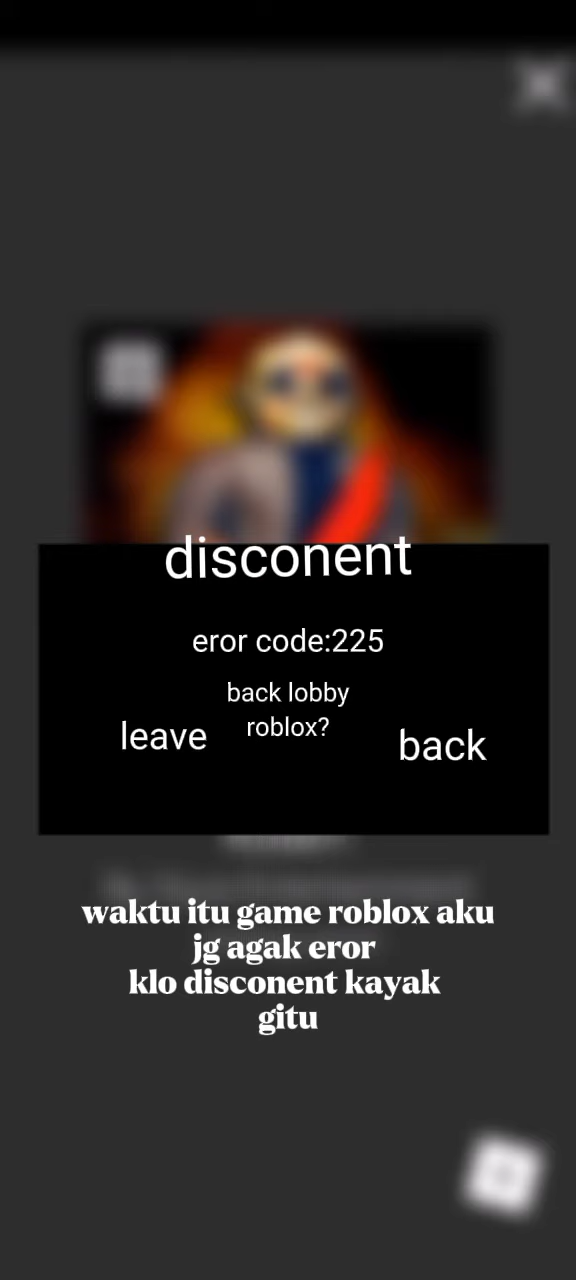 disconent
eror code:225
back lobby
roblox?
leave
back
waktu itu game roblox aku
jg agak eror
klo disconent kayak
gitu